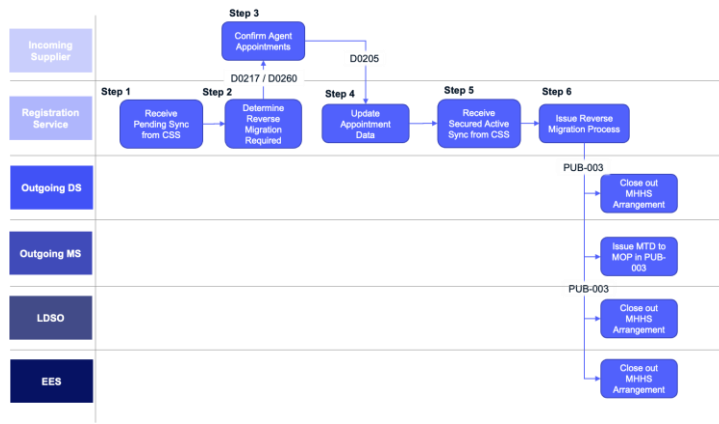 Incoming
Supplier
Step 3
Confirm Agent
Appointments
D0205
D0217 / D0260
Registration
Service
Step 1
Receive
Pending Sync
from CSS
Step 2
Determine
Reverse
Migration
Required
Step 4
Update
Appointment
Data
Step 5
Receive
Secured Active
Sync from CSS
Step 6
Issue Reverse
Migration Process
PUB-003
Outgoing DS
Close out
MHHS
Arrangement
Outgoing MS
Issue MTD to
MOP in PUB-
003
PUB-003
LDSO
Close out
MHHS
Arrangement
EES
Close out
MHHS
Arrangement